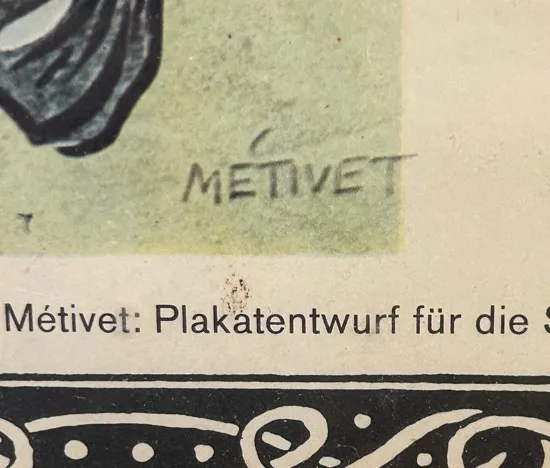 MÉTIVET
Métivet: Plakatentwurf für die S